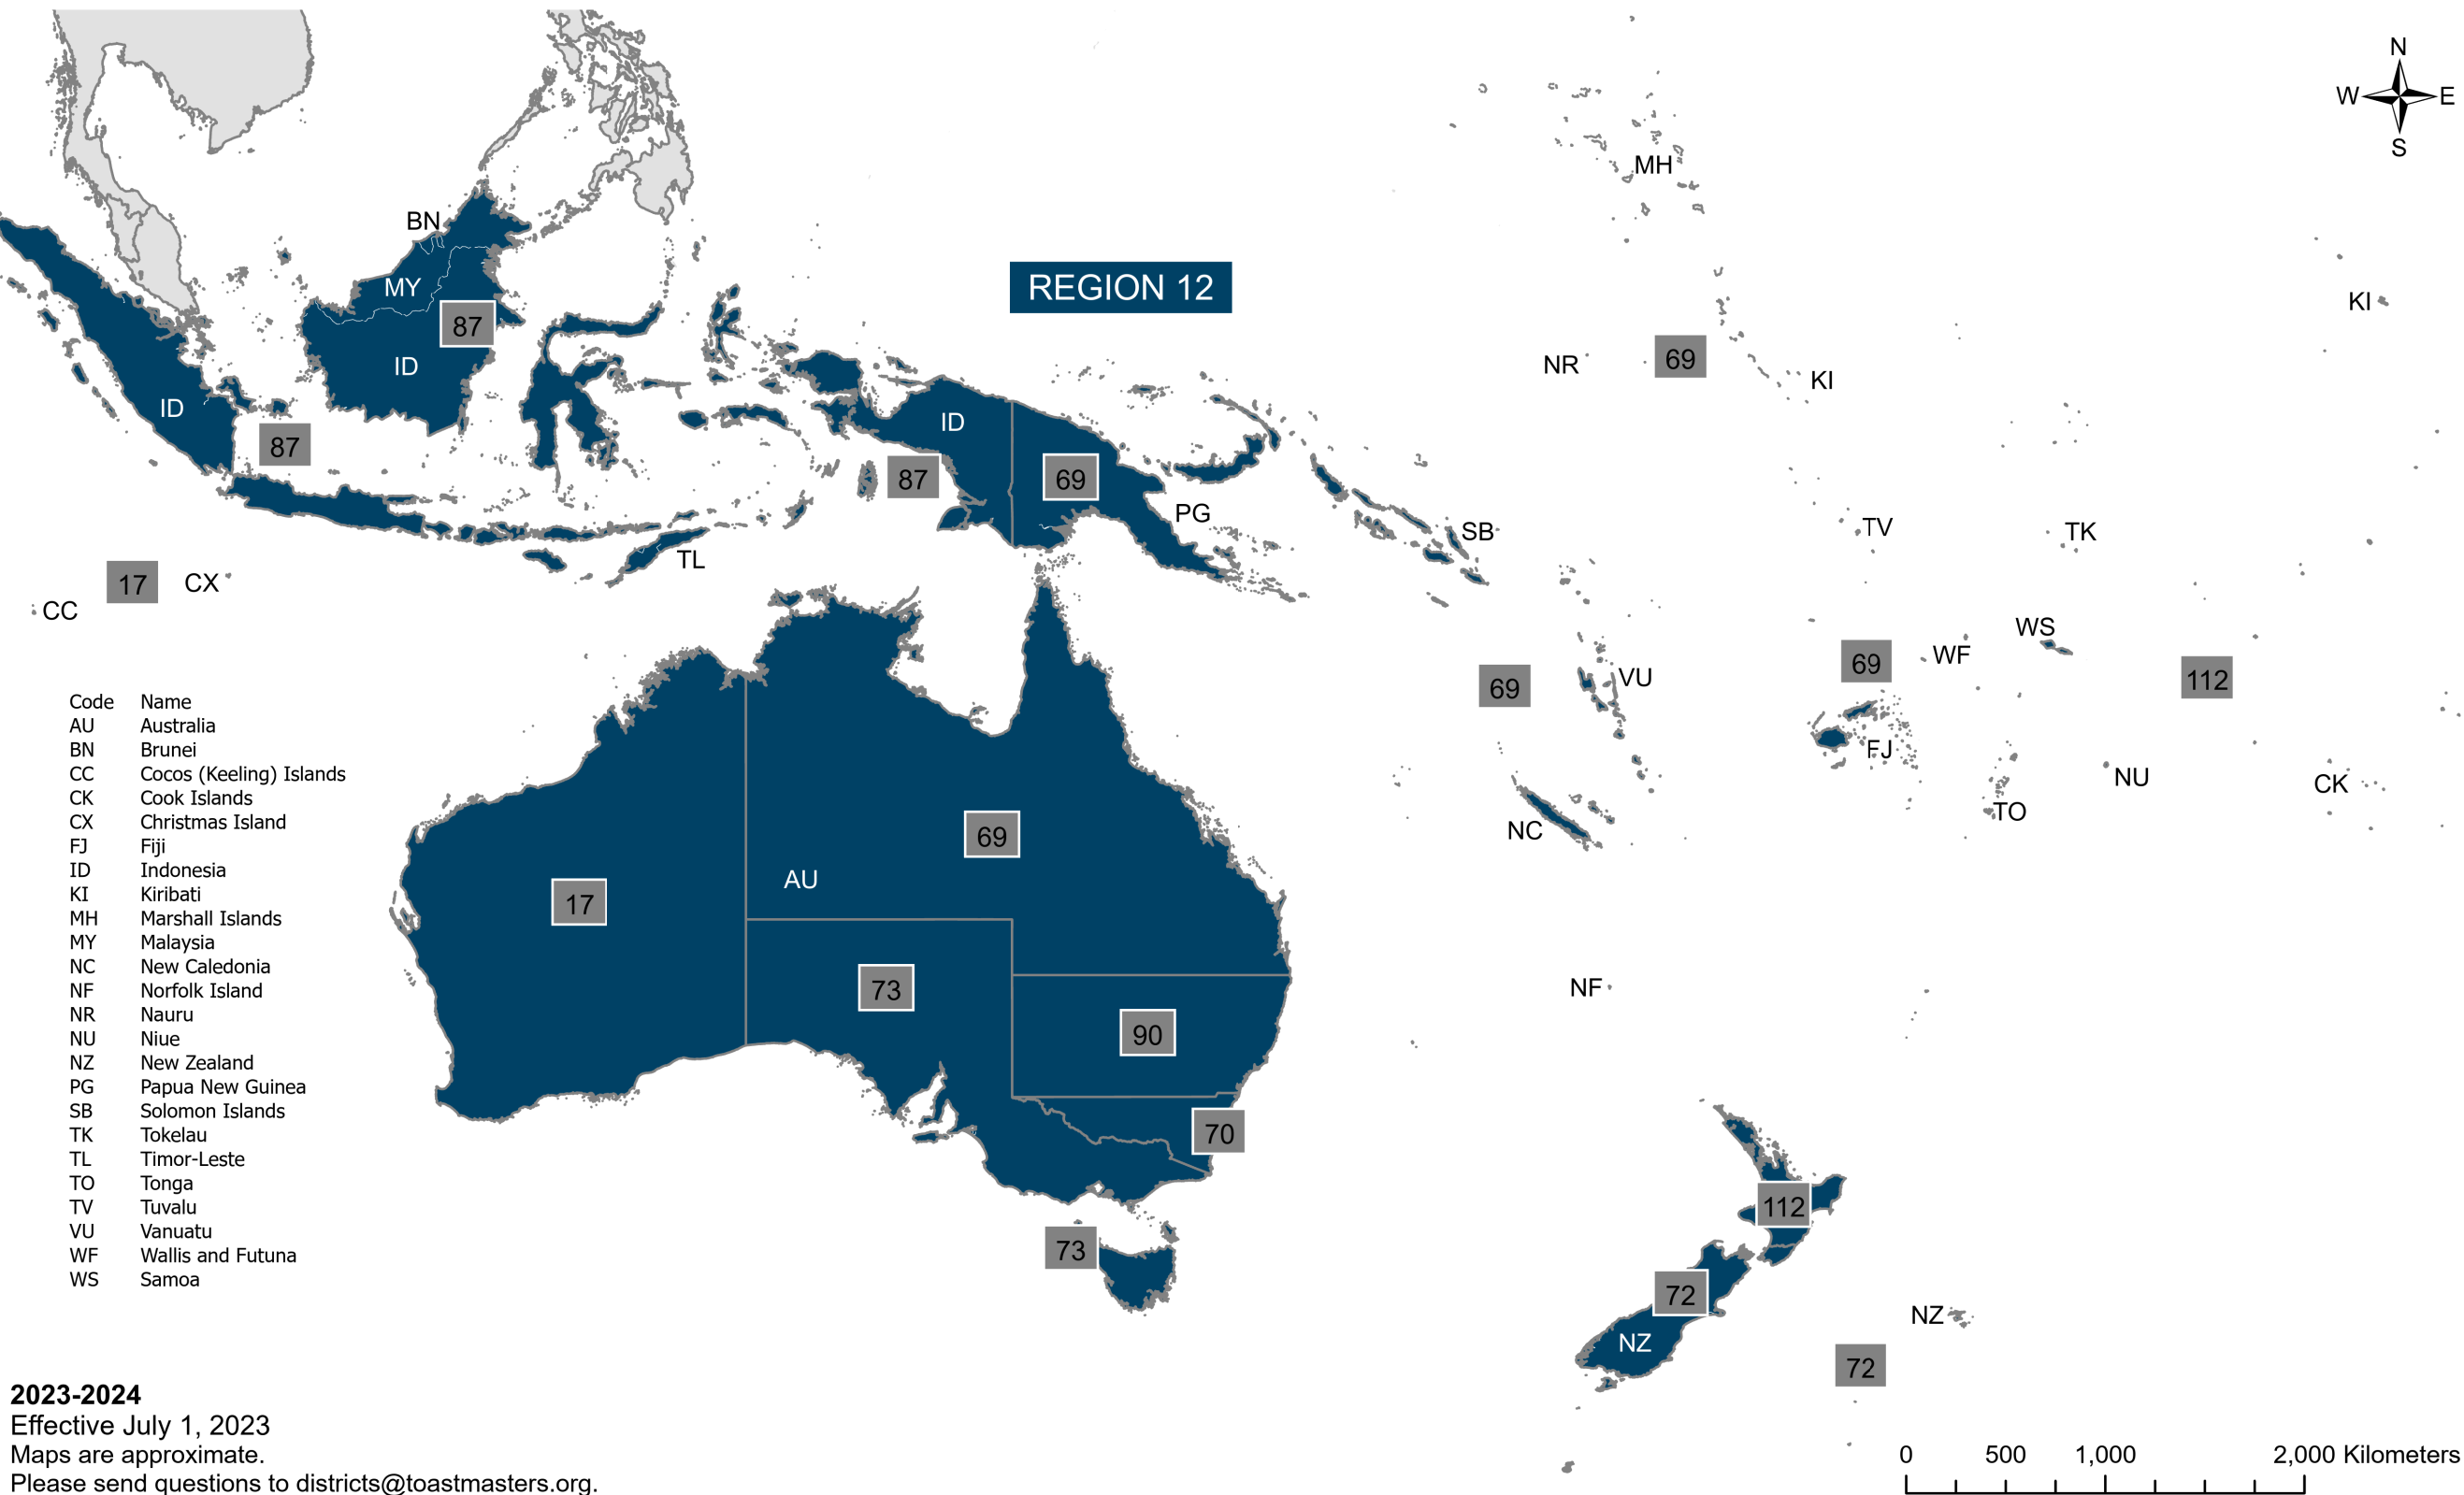 N
W E
S
MH
BN
REGION 12
MY
KI
87
69
NR
KI
ID
ID
ID
87
87
69
PG
SB
TV
TK
TL
17
CX
CC
WS
WF
69
VU
69
112
FJ
NU
CK
TO
NC
Code Name
AU Australia
BN Brunei
CC Cocos (Keeling) Islands
CK Cook Islands
CX Christmas Island
FJ Fiji
ID Indonesia
KI Kiribati
MH Marshall Islands
MY Malaysia
NC New Caledonia
NF Norfolk Island
NR Nauru
NU Niue
NZ New Zealand
PG Papua New Guinea
SB Solomon Islands
TK Tokelau
TL Timor-Leste
TO Tonga
TV Tuvalu
VU Vanuatu
WF Wallis and Futuna
WS Samoa
69
AU
17
73
90
NF
70
73
112
72
NZ
NZ
72
2023-2024
Effective July 1, 2023
Maps are approximate.
Please send questions to districts@toastmasters.org.
0 500 1,000 2,000 Kilometers